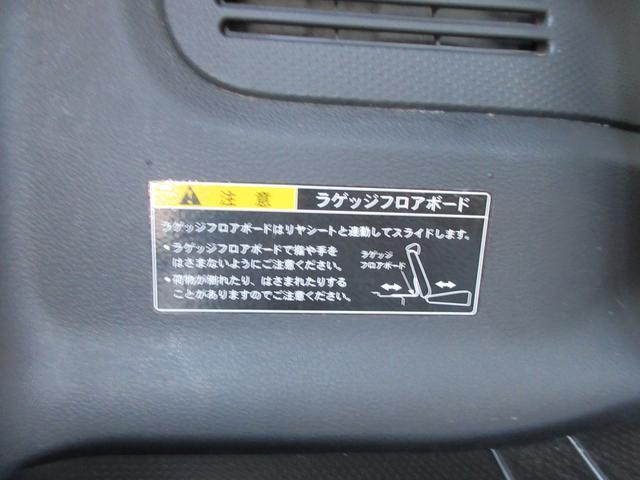 注意 ラゲッジフロアボード
ラゲッジフロアボードはリヤシートと連動してスライドします。
•ラゲッジフロアボードで指や手を
はさまないようにご注意ください。
•荷物が倒れたり、はさまれたりする
ことがありますのでご注意ください。
ラゲッジ
フロアボード